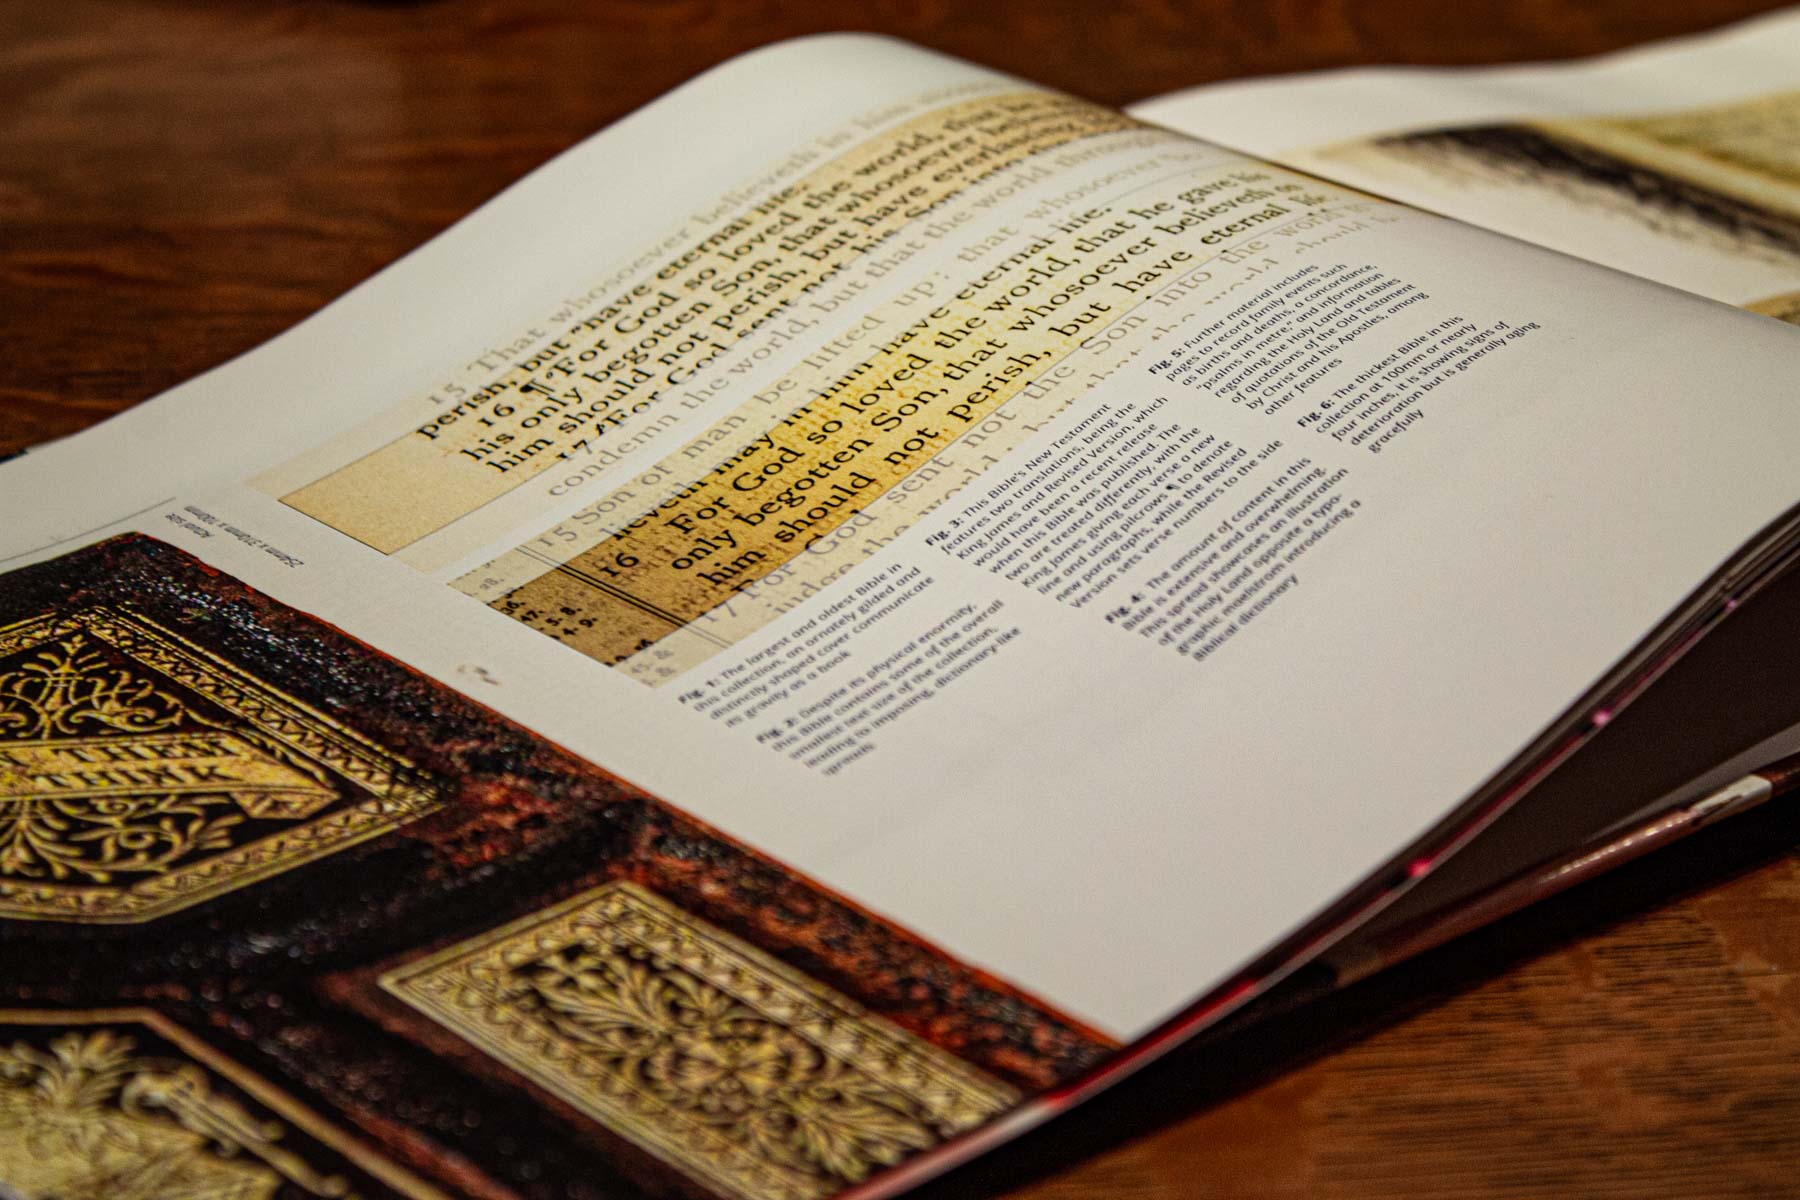 15 That whosoever believeth in him
perish, but have eternal life.
16 ¶ For God so loved the world, that he
his only begotten Son, that whosoever believeth
him should not perish, but have everlasting
17 For God sent not his Son into the
condemn the world, but that the world through
Son of man be lifted up: that whosoever
15 lieveth may in him have eternal life.
16 For God so loved the world, that he gave his
only begotten Son, that whosoever believeth on
him should not perish, but have eternal life.
17 For God sent not the Son into the world
judge the world should be
Actual Size
254mm x 310mm x 100mm
T THEM
THINK
Fig. 1: The largest and oldest Bible in
this collection, an ornately gilded and
distinctly shaped cover communicate
its gravity as a book
Fig. 2: Despite its physical enormity,
this Bible contains some of the overall
smallest text size of the collection,
leading to imposing, dictionary-like
spreads
Fig. 3: This Bible's New Testament
features two translations, being the
King James and Revised Version, which
would have been a recent release
when this Bible was published. The
two are treated differently, with the
King James giving each verse a new
line and using pilcrows ¶ to denote
new paragraphs, while the Revised
Version sets verse numbers to the side
Fig. 4: The amount of content in this
Bible is extensive and overwhelming.
This spread showcases an illustration
of the Holy Land opposite a typo-
graphic maelstrom introducing a
Biblical dictionary
Fig. 5: Further material includes
pages to record family events such
as births and deaths, a concordance,
"psalms in metre," and information
regarding the Holy Land and tables
of quotations of the Old Testament
by Christ and his Apostles, among
other features
Fig. 6: The thickest Bible in this
collection at 100mm or nearly
four inches, it is showing signs of
deterioration but is generally aging
gracefully